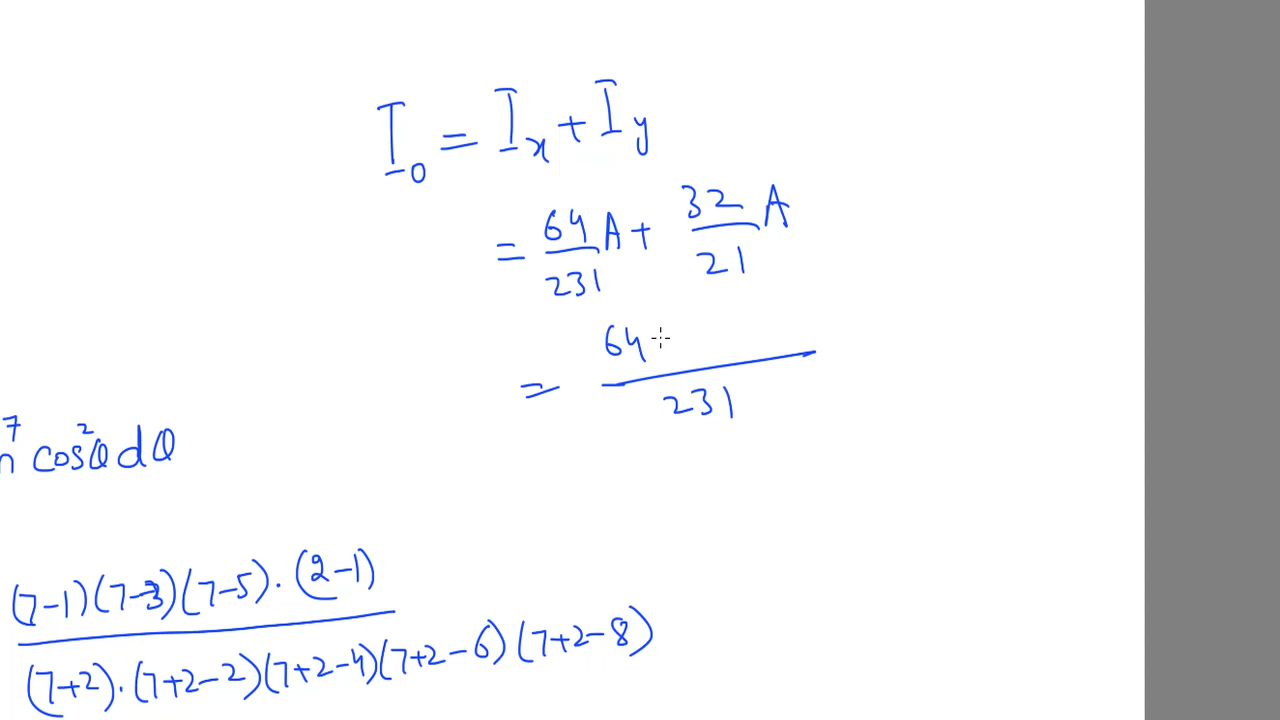 I₀ = Iₓ + I_y
= 64/231 A + 32/21 A
= 64/231
n⁷ cos²θ dθ
(7-1)(7-3)(7-5)·(2-1)
(7+2)·(7+2-2)(7+2-4)(7+2-6)(7+2-8)